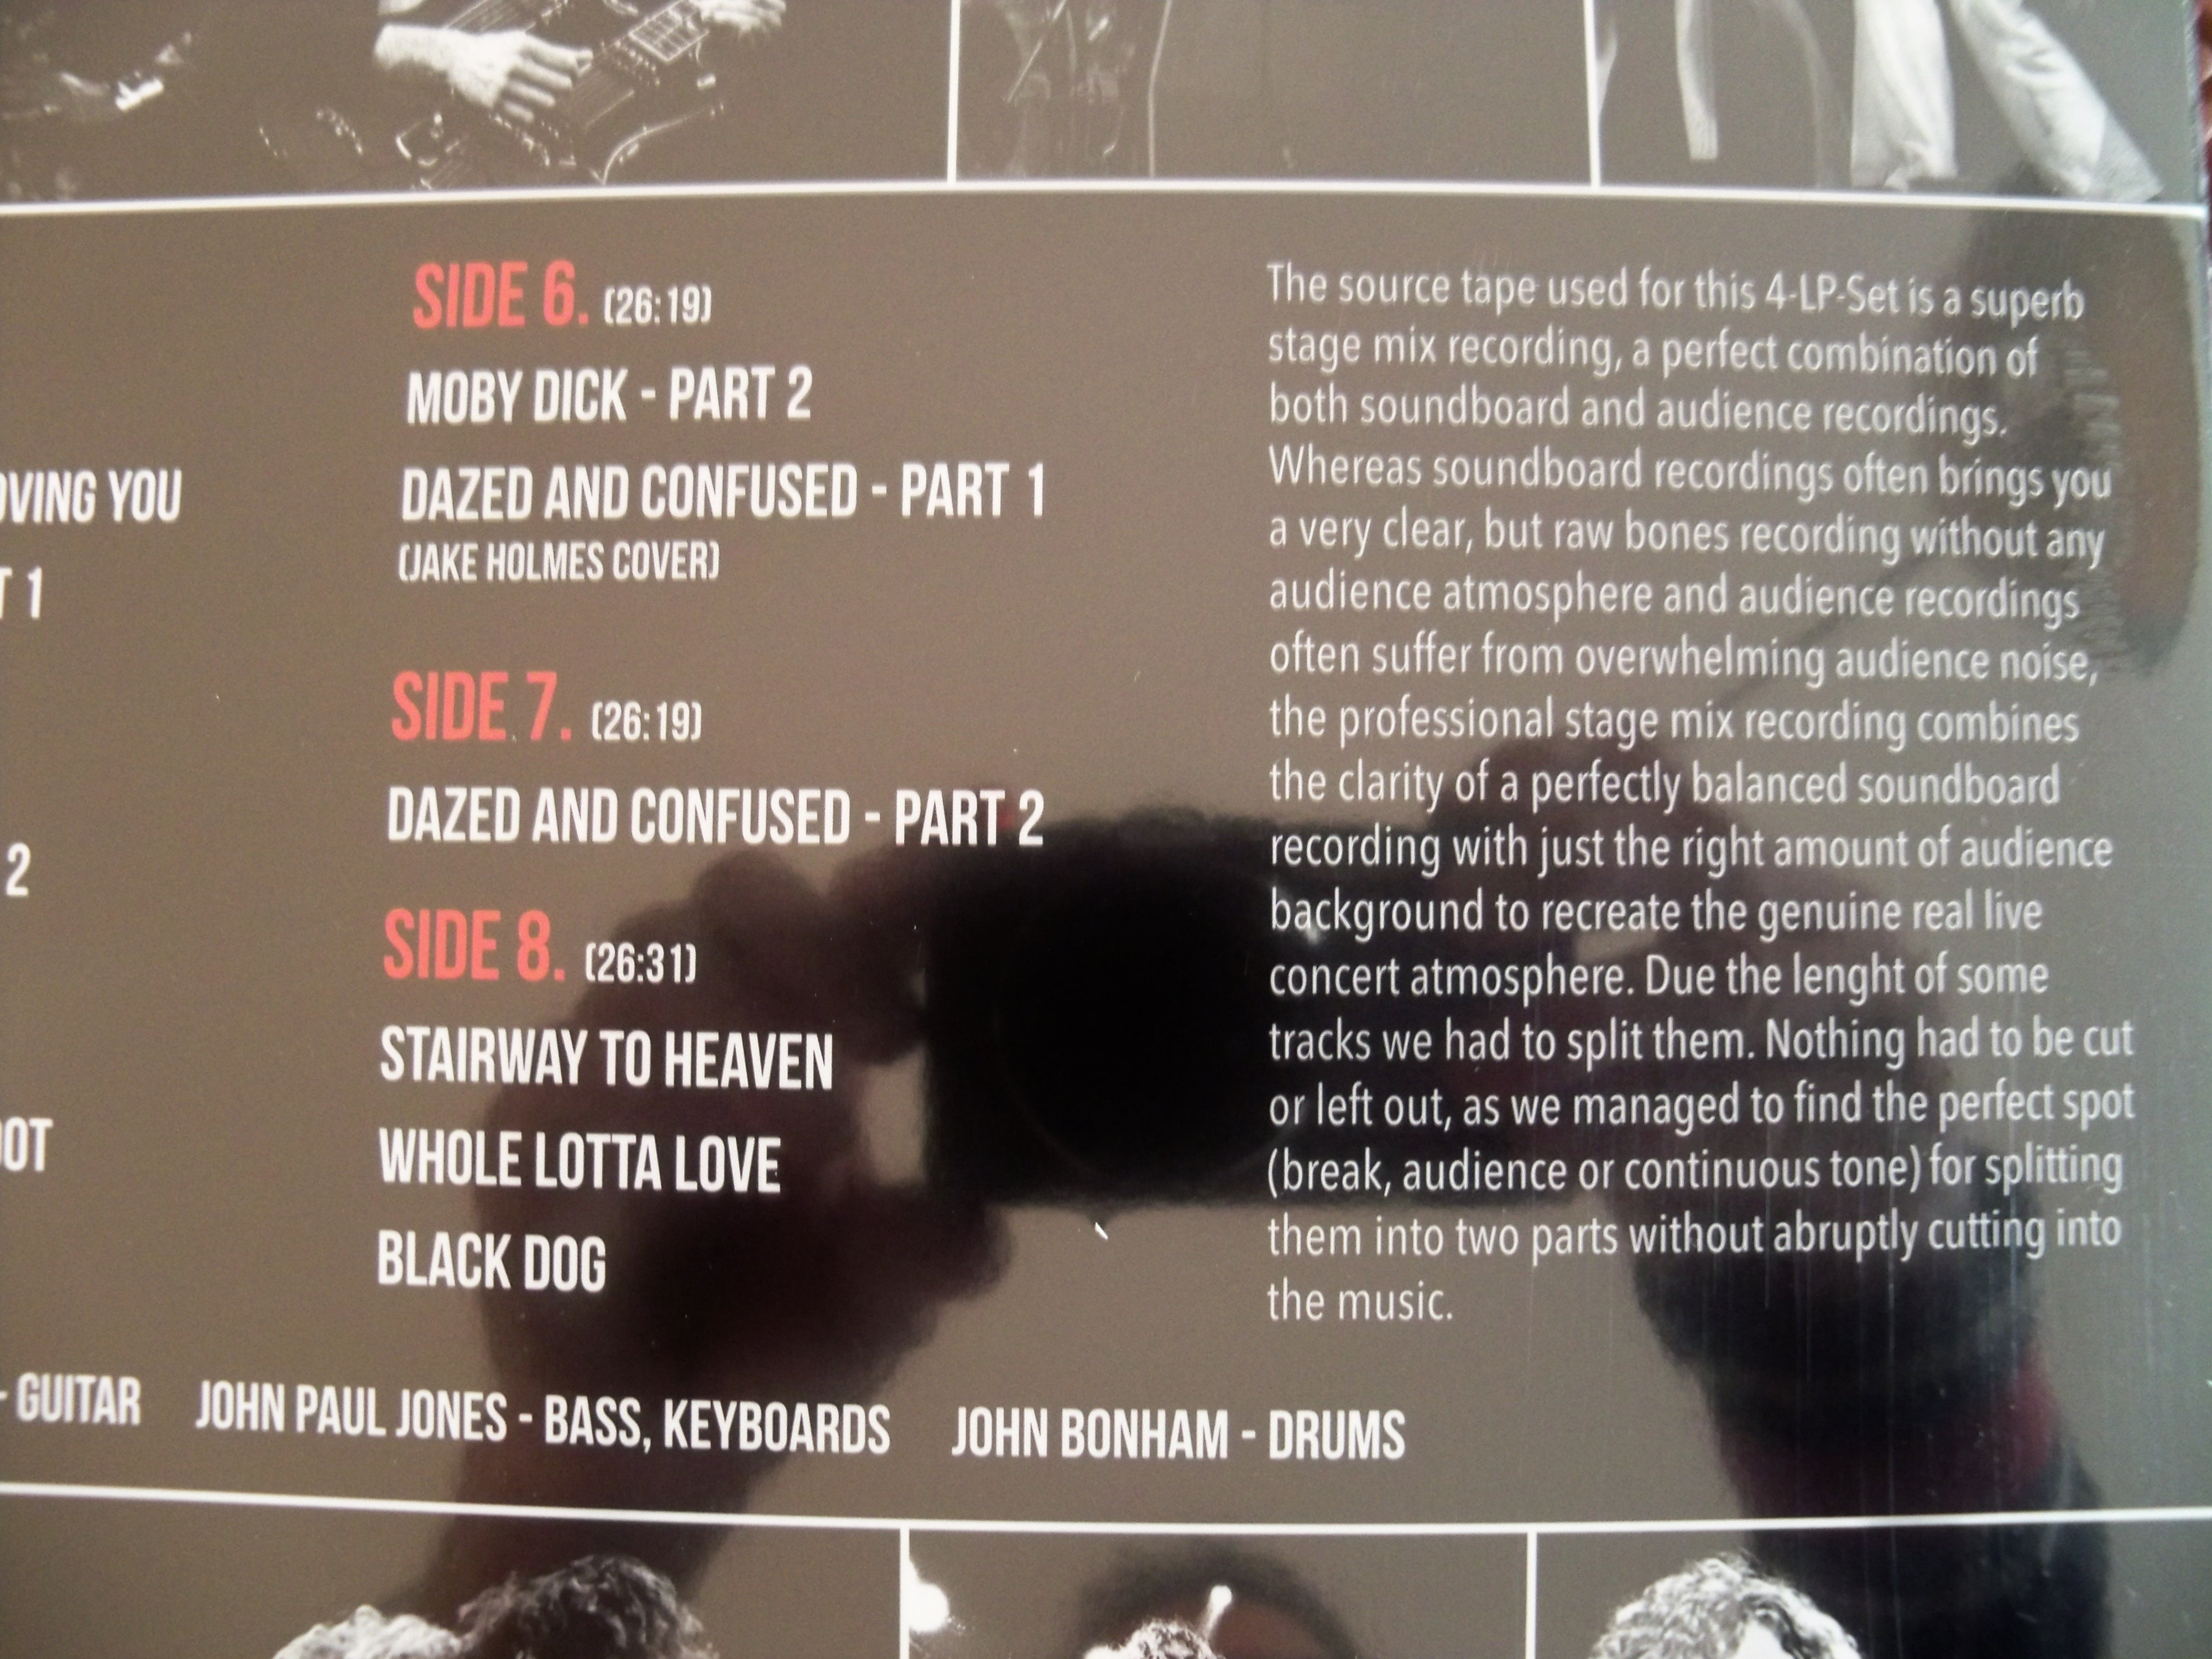 OVING YOU
T 1
2
OOT
SIDE 6. (26:19)
MOBY DICK - PART 2
DAZED AND CONFUSED - PART 1
(JAKE HOLMES COVER)
SIDE 7. (26:19)
DAZED AND CONFUSED - PART 2
SIDE 8. (26:31)
STAIRWAY TO HEAVEN
WHOLE LOTTA LOVE
BLACK DOG
The source tape used for this 4-LP-Set is a superb
stage mix recording, a perfect combination of
both soundboard and audience recordings.
Whereas soundboard recordings often brings you
a very clear, but raw bones recording without any
audience atmosphere and audience recordings
often suffer from overwhelming audience noise,
the professional stage mix recording combines
the clarity of a perfectly balanced soundboard
recording with just the right amount of audience
background to recreate the genuine real live
concert atmosphere. Due the lenght of some
tracks we had to split them. Nothing had to be cut
or left out, as we managed to find the perfect spot
(break, audience or continuous tone) for splitting
them into two parts without abruptly cutting into
the music.
- GUITAR JOHN PAUL JONES - BASS, KEYBOARDS JOHN BONHAM - DRUMS